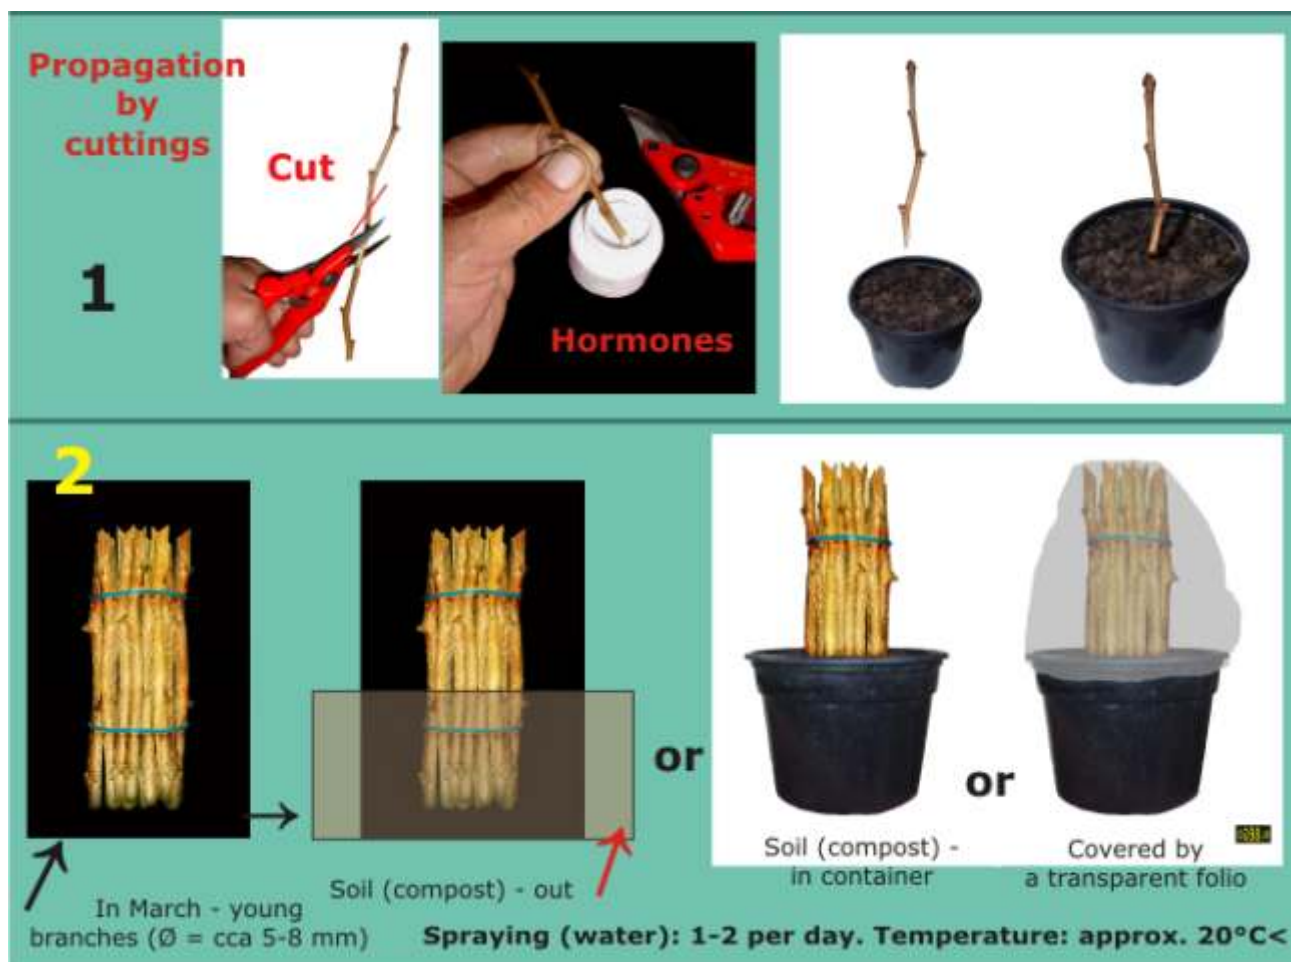 Propagation
by
cuttings
Cut
1
Hormones
2
or
or
Soil (compost) -
in container
Covered by
a transparent folio
Soil (compost) - out
In March - young
branches (Ø = cca 5-8 mm)
Spraying (water): 1-2 per day. Temperature: approx. 20°C<